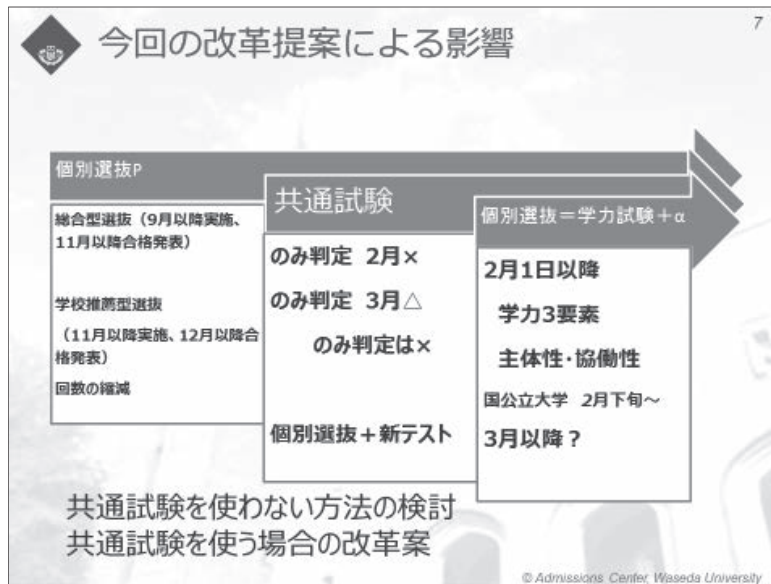 7
今回の改革提案による影響
個別選抜P
総合型選抜（9月以降実施、
11月以降合格発表）
学校推薦型選抜
（11月以降実施、12月以降合
格発表）
回数の縮減
共通試験
のみ判定 2月×
のみ判定 3月△
のみ判定は×
個別選抜＋新テスト
個別選抜＝学力試験＋α
2月1日以降
学力3要素
主体性・協働性
国公立大学 2月下旬～
3月以降？
共通試験を使わない方法の検討
共通試験を使う場合の改革案
© Admissions Center, Waseda University